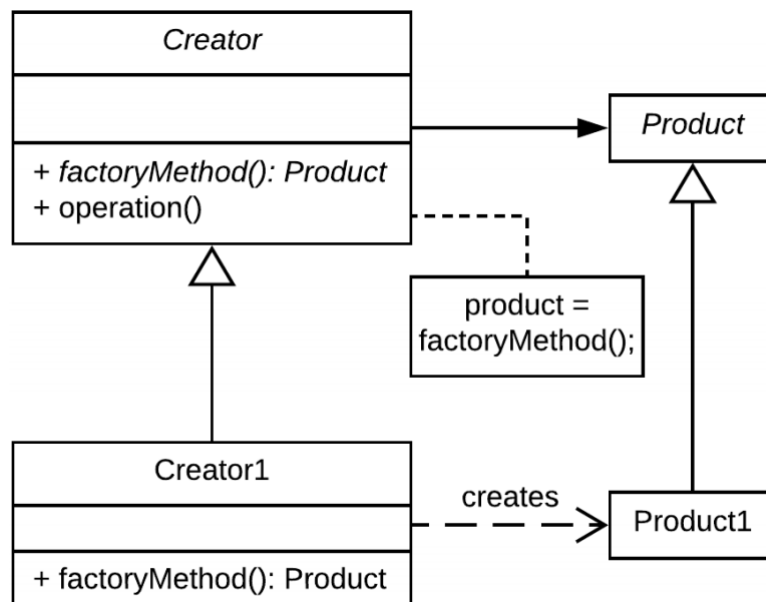 Creator
Product
+ factoryMethod(): Product
+ operation()
product =
factoryMethod();
Creator1
creates
Product1
+ factoryMethod(): Product